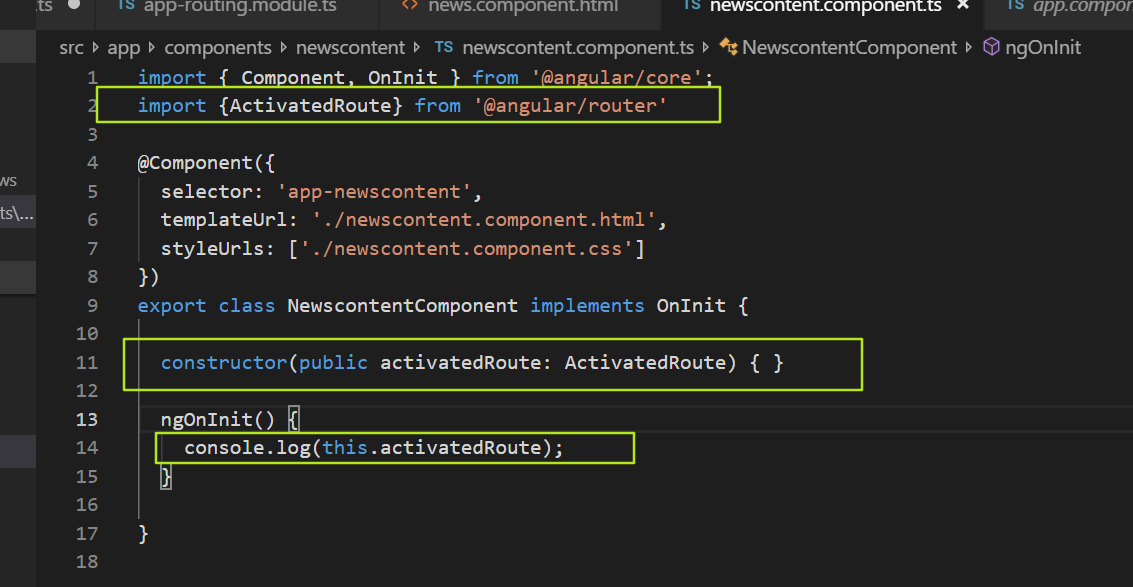 .ts TS app-routing.module.ts <> news.component.html TS newscontent.component.ts × TS app.compon
src > app > components > newscontent > TS newscontent.component.ts > NewscontentComponent > ngOnInit
1 import { Component, OnInit } from '@angular/core';
2 import {ActivatedRoute} from '@angular/router'
3
4 @Component({
ws
5 selector: 'app-newscontent',
ts\...
6 templateUrl: './newscontent.component.html',
7 styleUrls: ['./newscontent.component.css']
8 })
9 export class NewscontentComponent implements OnInit {
10
11 constructor(public activatedRoute: ActivatedRoute) { }
12
13 ngOnInit() {
14 console.log(this.activatedRoute);
15 }
16
17 }
18